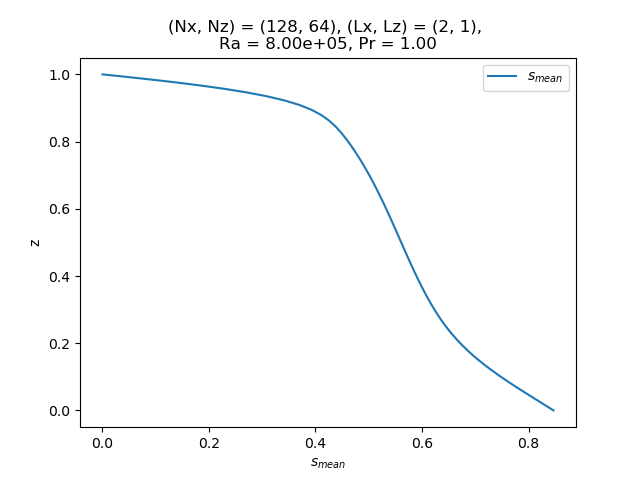 (Nx, Nz) = (128, 64), (Lx, Lz) = (2, 1),
Ra = 8.00e+05, Pr = 1.00
s_mean
1.0
0.8
0.6
0.4
0.2
0.0
z
0.0 0.2 0.4 0.6 0.8
s_mean